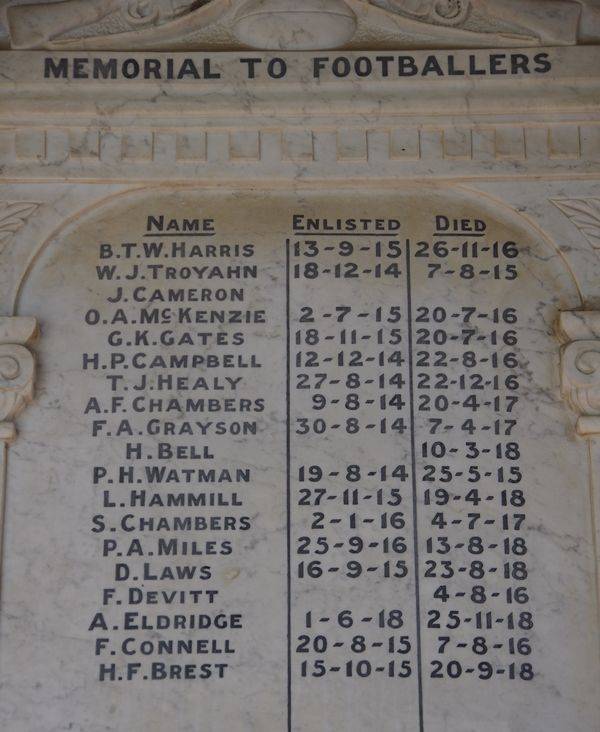 MEMORIAL TO FOOTBALLERS
NAME ENLISTED DIED
B.T.W.HARRIS 13-9-15 26-11-16
W.J.TROYAHN 18-12-14 7-8-15
J.CAMERON
O.A.McKENZIE 2-7-15 20-7-16
G.K.GATES 18-11-15 20-7-16
H.P.CAMPBELL 12-12-14 22-8-16
T.J.HEALY 27-8-14 22-12-16
A.F.CHAMBERS 9-8-14 20-4-17
F.A.GRAYSON 30-8-14 7-4-17
H.BELL 10-3-18
P.H.WATMAN 19-8-14 25-5-15
L.HAMMILL 27-11-15 19-4-18
S.CHAMBERS 2-1-16 4-7-17
P.A.MILES 25-9-16 13-8-18
D.LAWS 16-9-15 23-8-18
F.DEVITT 4-8-16
A.ELDRIDGE 1-6-18 25-11-18
F.CONNELL 20-8-15 7-8-16
H.F.BREST 15-10-15 20-9-18